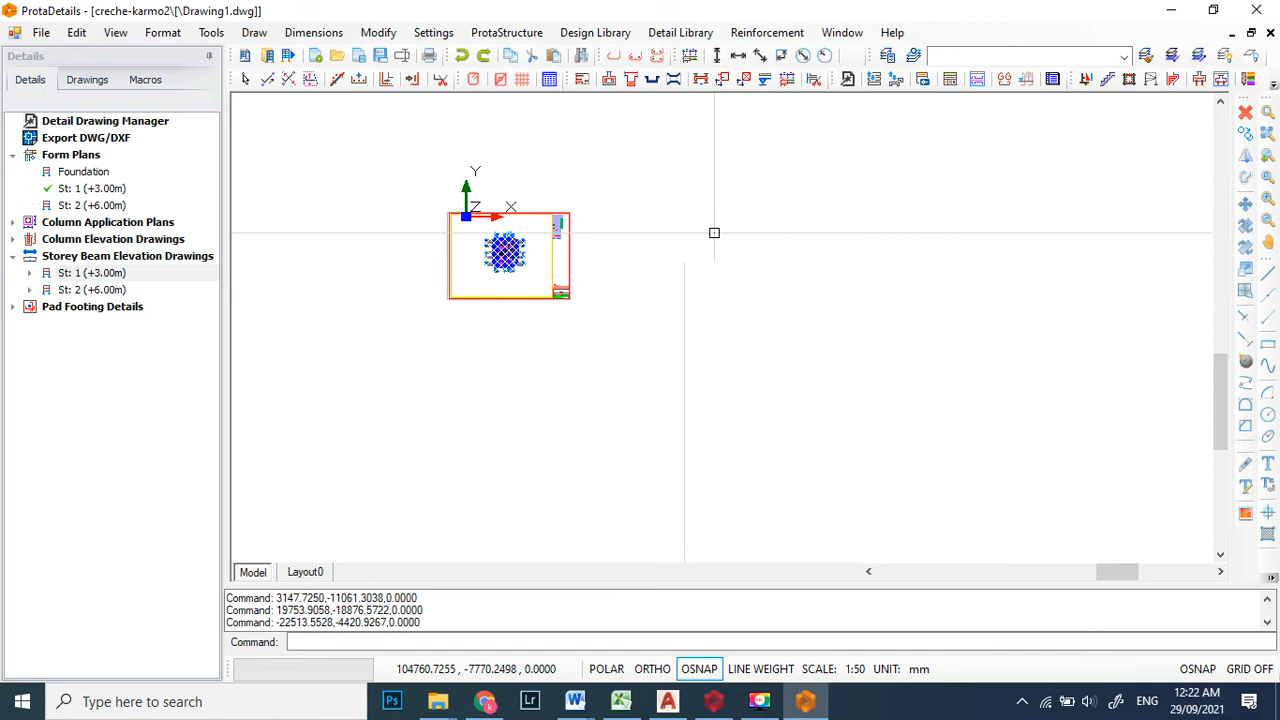 ProtaDetails - [creche-karmo2\[\Drawing1.dwg]]
File Edit View Format Tools Draw Dimensions Modify Settings ProtaStructure Design Library Detail Library Reinforcement Window Help
Details
Details Drawings Macros
Detail Drawing Manager
Export DWG/DXF
Form Plans
Foundation
St: 1 (+3.00m)
St: 2 (+6.00m)
Column Application Plans
Column Elevation Drawings
Storey Beam Elevation Drawings
St: 1 (+3.00m)
St: 2 (+6.00m)
Pad Footing Details
Y
Z X
Model Layout0
Command: 3147.7250,-11061.3038,0.0000
Command: 19753.9058,-18876.5722,0.0000
Command: -22513.5528,-4420.9267,0.0000
Command:
104760.7255 , -7770.2498 , 0.0000 POLAR ORTHO OSNAP LINE WEIGHT SCALE: 1:50 UNIT: mm OSNAP GRID OFF
Type here to search
Ps
Lr
ENG
12:22 AM
29/09/2021